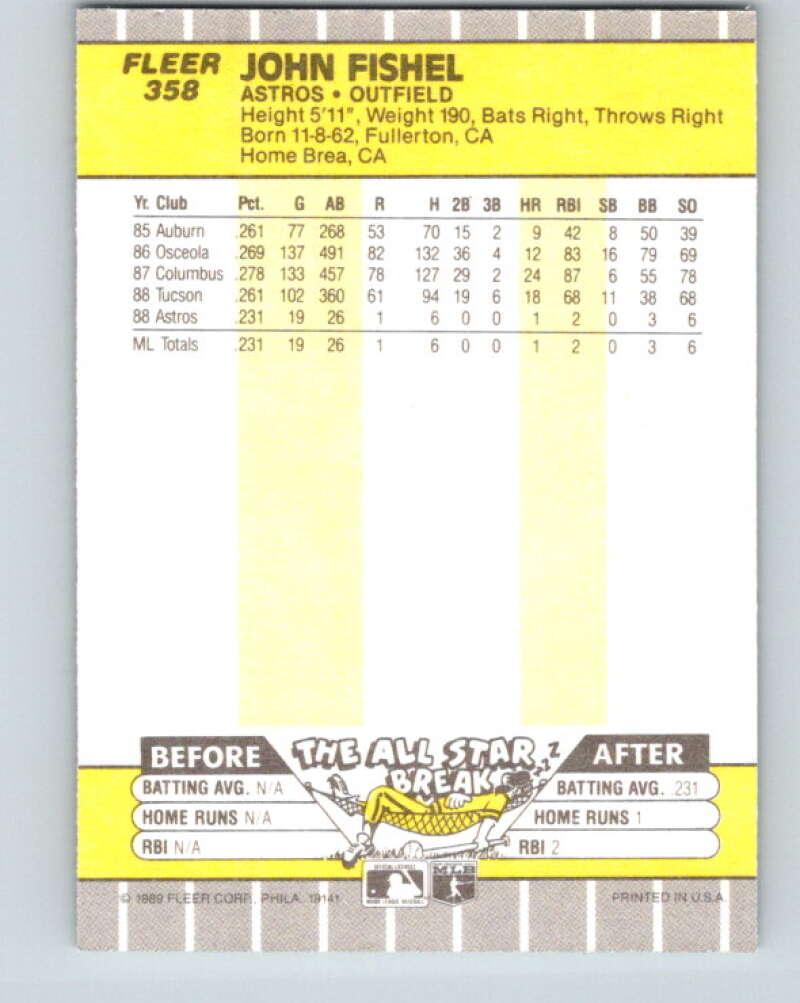 FLEER 358
JOHN FISHEL
ASTROS • OUTFIELD
Height 5'11", Weight 190, Bats Right, Throws Right
Born 11-8-62, Fullerton, CA
Home Brea, CA
Yr. Club Pct. G AB R H 2B 3B HR RBI SB BB SO
85 Auburn .261 77 268 53 70 15 2 9 42 8 50 39
86 Osceola .269 137 491 82 132 36 4 12 83 16 79 69
87 Columbus .278 133 457 78 127 29 2 24 87 6 55 78
88 Tucson .261 102 360 61 94 19 6 18 68 11 38 68
88 Astros .231 19 26 1 6 0 0 1 2 0 3 6
ML Totals .231 19 26 1 6 0 0 1 2 0 3 6
THE ALL STAR BREAK
Z Z Z Z
BEFORE
BATTING AVG. N/A
HOME RUNS N/A
RBI N/A
AFTER
BATTING AVG. .231
HOME RUNS 1
RBI 2
MLB
© 1989 FLEER CORP., PHILA. 19141
PRINTED IN U.S.A.